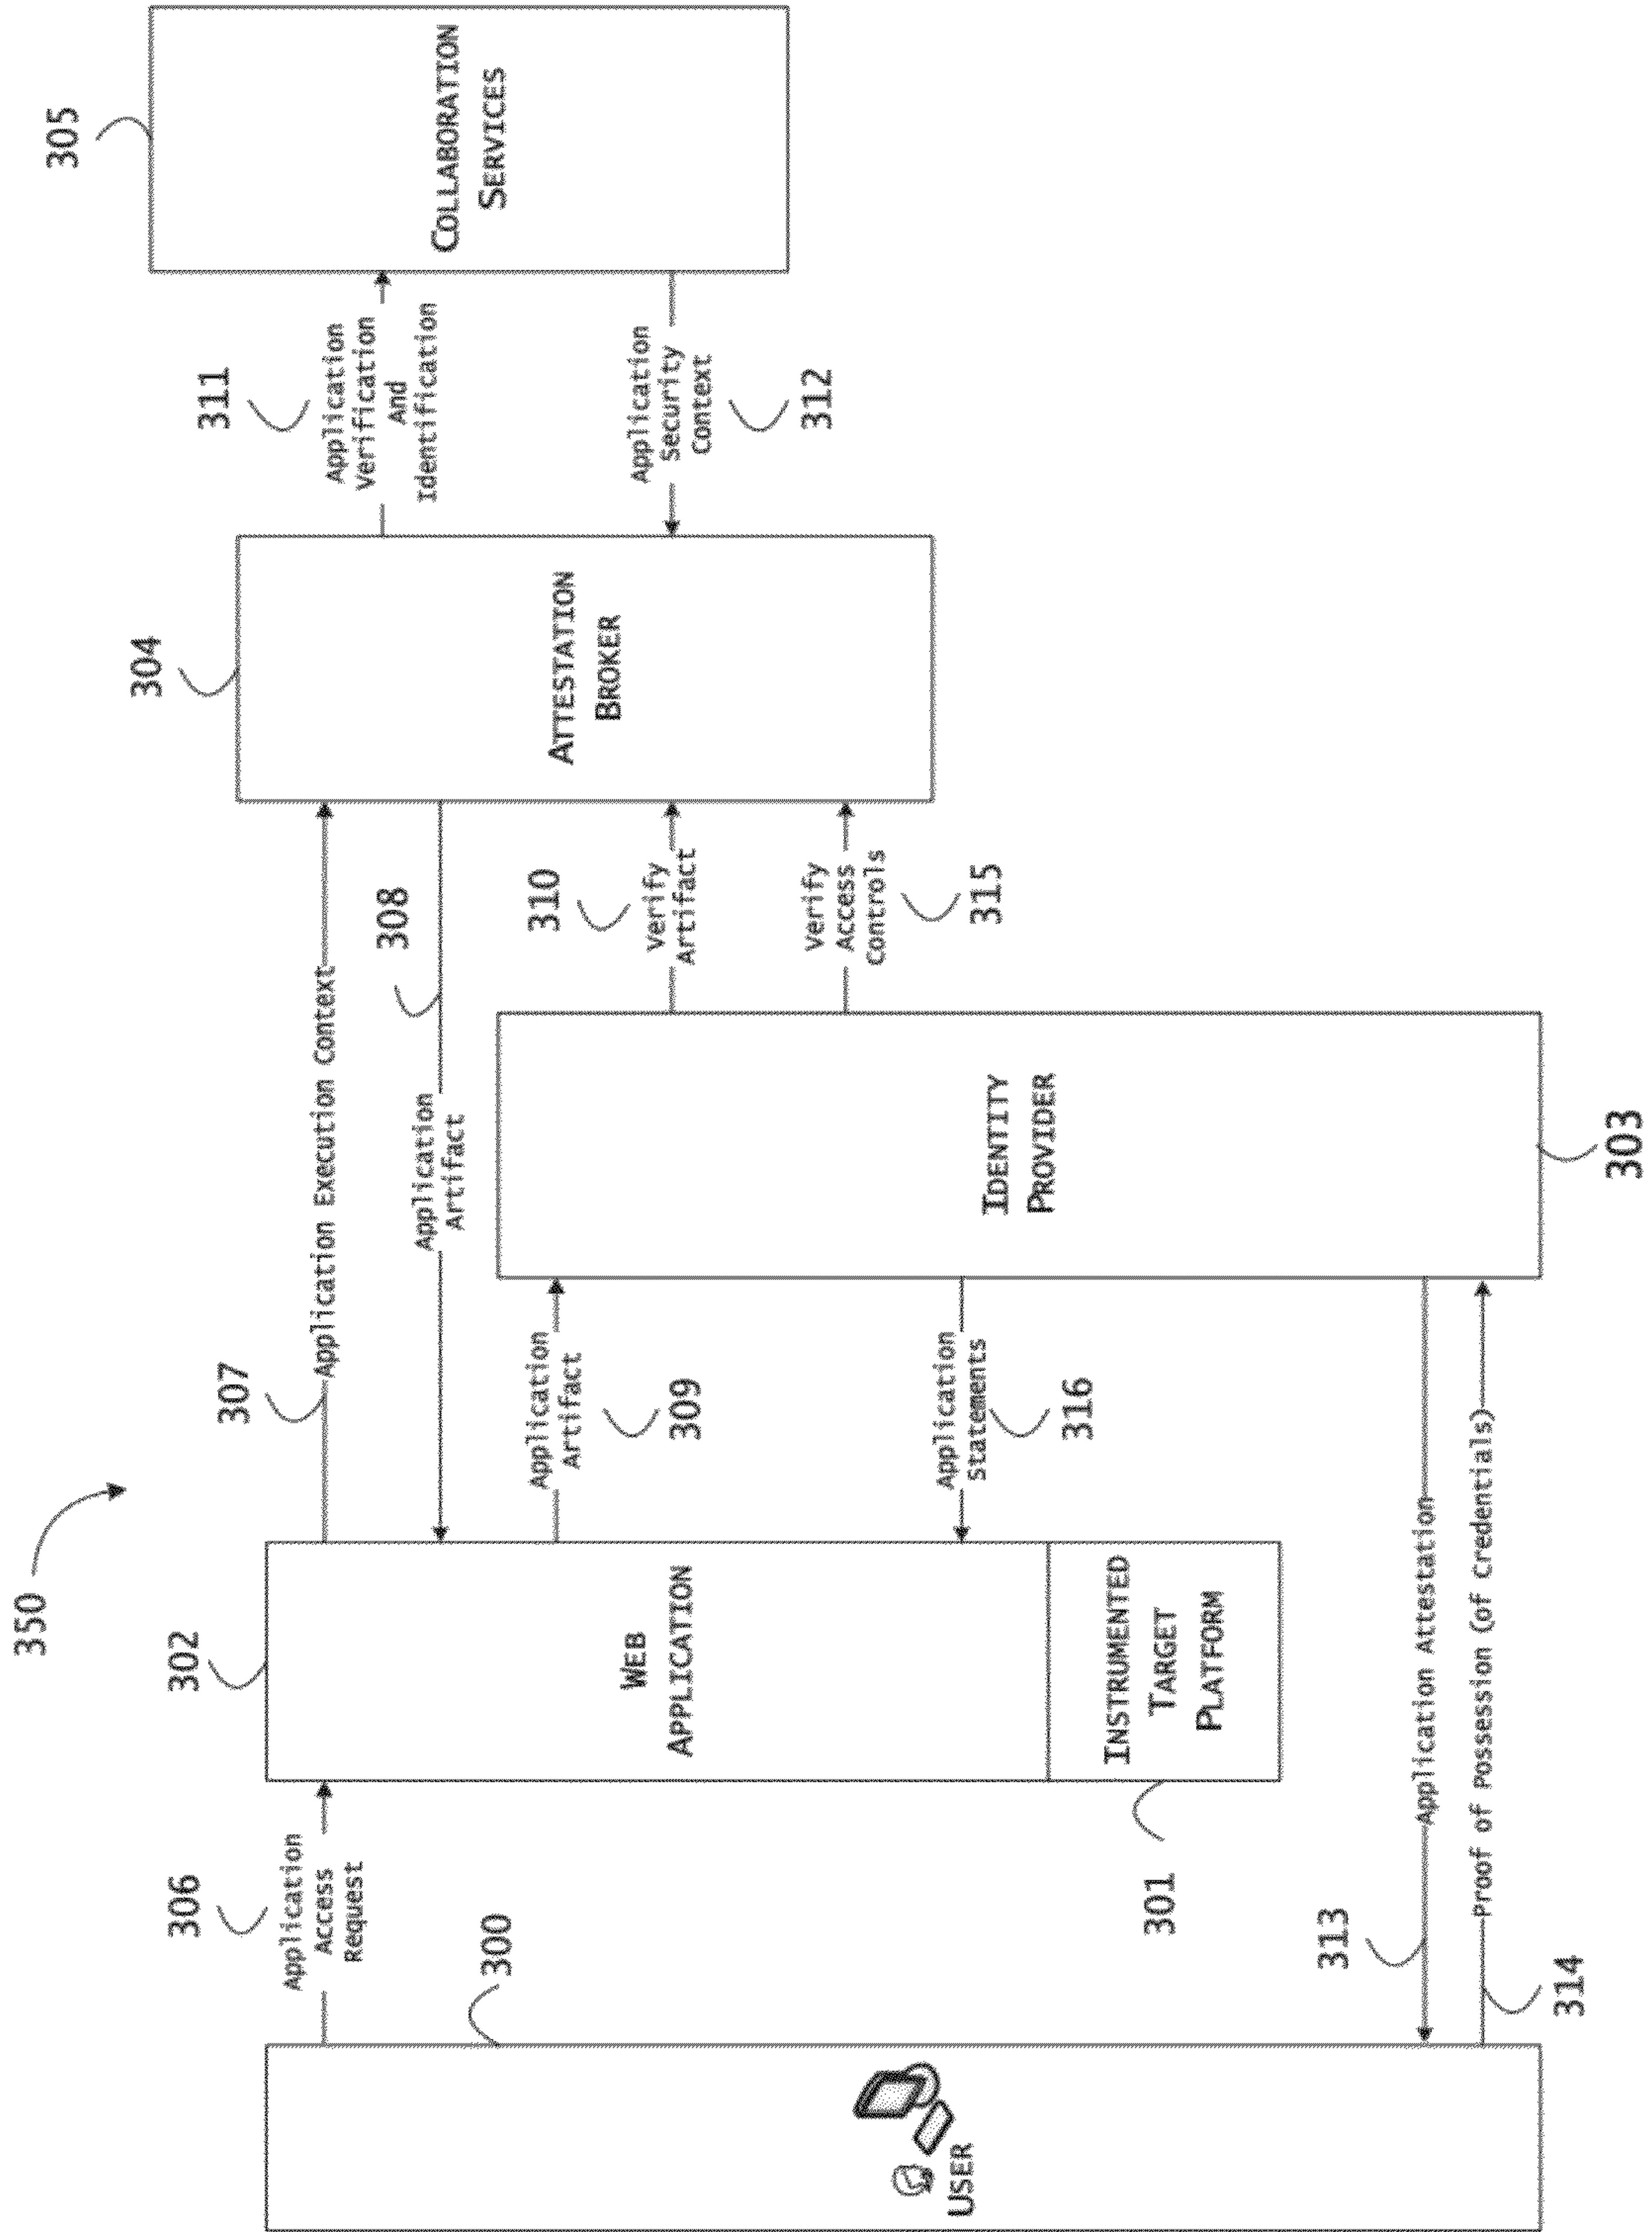 350
306
Application
Access
Request
300
USER
302
WEB
APPLICATION
INSTRUMENTED
TARGET
PLATFORM
301
307
Application Execution Context
308
Application
Artifact
Application
Artifact
309
Application
Statements
316
313
Application Attestation
Proof of Possession (of Credentials)
314
IDENTITY
PROVIDER
303
310
Verify
Artifact
Verify
Access
Controls
315
304
ATTESTATION
BROKER
311
Application
Verification
And
Identification
Application
Security
Context
312
305
COLLABORATION
SERVICES